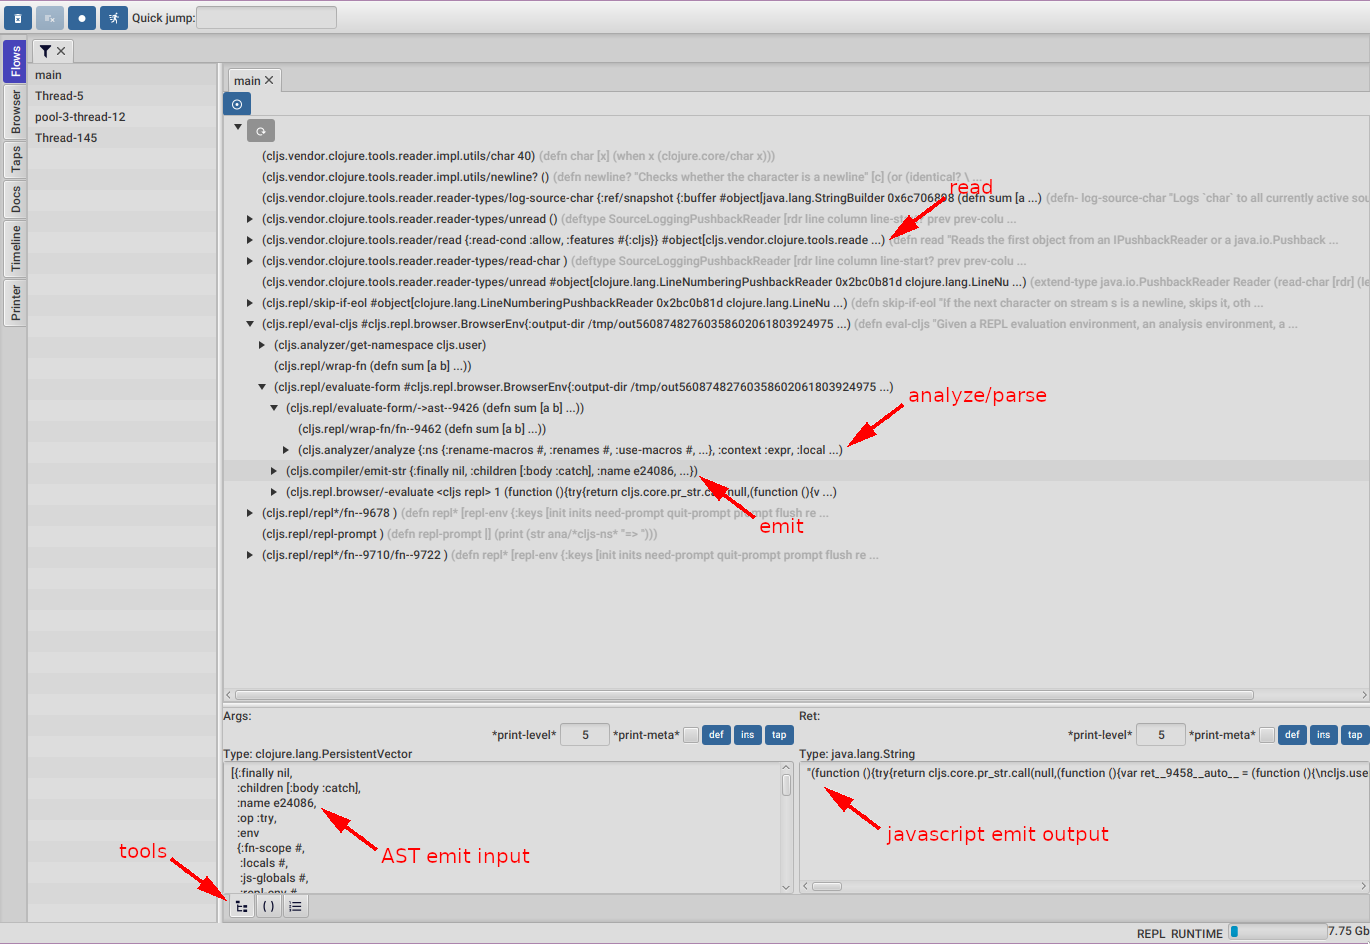 Quick jump:
Flows
Browser
Taps
Docs
Timeline
Printer
main
Thread-5
pool-3-thread-12
Thread-145
main
(cljs.vendor.clojure.tools.reader.impl.utils/char 40) (defn char [x] (when x (clojure.core/char x)))
(cljs.vendor.clojure.tools.reader.impl.utils/newline? () (defn newline? "Checks whether the character is a newline" [c] (or (identical? \ ...
read
(cljs.vendor.clojure.tools.reader.reader-types/log-source-char {:ref/snapshot {:buffer #object[java.lang.StringBuilder 0x6c706898 (defn sum [a ...) (defn- log-source-char "Logs `char` to all currently active sou
(cljs.vendor.clojure.tools.reader.reader-types/unread () (deftype SourceLoggingPushbackReader [rdr line column line-start? prev prev-colu ...
(cljs.vendor.clojure.tools.reader/read {:read-cond :allow, :features #{:cljs}} #object[cljs.vendor.clojure.tools.reade ...) (defn read "Reads the first object from an IPushbackReader or a java.io.Pushback ...
(cljs.vendor.clojure.tools.reader.reader-types/read-char ) (deftype SourceLoggingPushbackReader [rdr line column line-start? prev prev-colu ...
(cljs.vendor.clojure.tools.reader.reader-types/unread #object[clojure.lang.LineNumberingPushbackReader 0x2bc0b81d clojure.lang.LineNu ...) (extend-type java.io.PushbackReader Reader (read-char [rdr] (le
(cljs.repl/skip-if-eol #object[clojure.lang.LineNumberingPushbackReader 0x2bc0b81d clojure.lang.LineNu ...) (defn skip-if-eol "If the next character on stream s is a newline, skips it, oth ...
(cljs.repl/eval-cljs #cljs.repl.browser.BrowserEnv{:output-dir /tmp/out56087482760358602061803924975 ...) (defn eval-cljs "Given a REPL evaluation environment, an analysis environment, a ...
(cljs.analyzer/get-namespace cljs.user)
(cljs.repl/wrap-fn (defn sum [a b] ...))
(cljs.repl/evaluate-form #cljs.repl.browser.BrowserEnv{:output-dir /tmp/out56087482760358602061803924975 ...)
analyze/parse
(cljs.repl/evaluate-form/->ast--9426 (defn sum [a b] ...))
(cljs.repl/wrap-fn/fn--9462 (defn sum [a b] ...))
(cljs.analyzer/analyze {:ns {:rename-macros #, :renames #, :use-macros #, ...}, :context :expr, :local ...)
(cljs.compiler/emit-str {:finally nil, :children [:body :catch], :name e24086, ...})
(cljs.repl.browser/-evaluate <cljs repl> 1 (function (){try{return cljs.core.pr_str.call(null,(function (){v ...)
(cljs.repl/repl*/fn--9678 ) (defn repl* [repl-env {:keys [init inits need-prompt quit-prompt prompt flush re ...
emit
(cljs.repl/repl-prompt ) (defn repl-prompt [] (print (str ana/*cljs-ns* "=> ")))
(cljs.repl/repl*/fn--9710/fn--9722 ) (defn repl* [repl-env {:keys [init inits need-prompt quit-prompt prompt flush re ...
Args:
*print-level* 5 *print-meta* def ins tap
Type: clojure.lang.PersistentVector
[{:finally nil,
:children [:body :catch],
:name e24086,
:op :try,
:env
{:fn-scope #,
:locals #,
:js-globals #,
:repl-env #
AST emit input
tools
Ret:
*print-level* 5 *print-meta* def ins tap
Type: java.lang.String
"(function (){try{return cljs.core.pr_str.call(null,(function (){var ret__9458__auto__ = (function (){\ncljs.use
javascript emit output
REPL RUNTIME 7.75 Gb